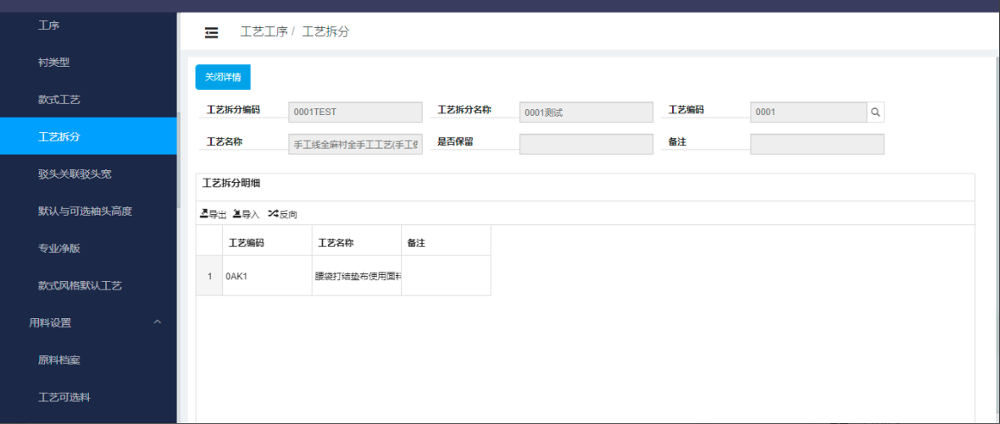 工序
衬类型
款式工艺
工艺拆分
驳头关联驳头宽
默认与可选袖头高度
专业净版
款式风格默认工艺
用料设置
原料档案
工艺可选料
工艺工序 / 工艺拆分
关闭详情
工艺拆分编码 0001TEST 工艺拆分名称 0001测试 工艺编码 0001
工艺名称 手工线全麻衬全手工工艺(手工 是否保留 备注
工艺拆分明细
导出 导入 反向
工艺编码 工艺名称 备注
1 0AK1 腰袋打结垫布使用面料